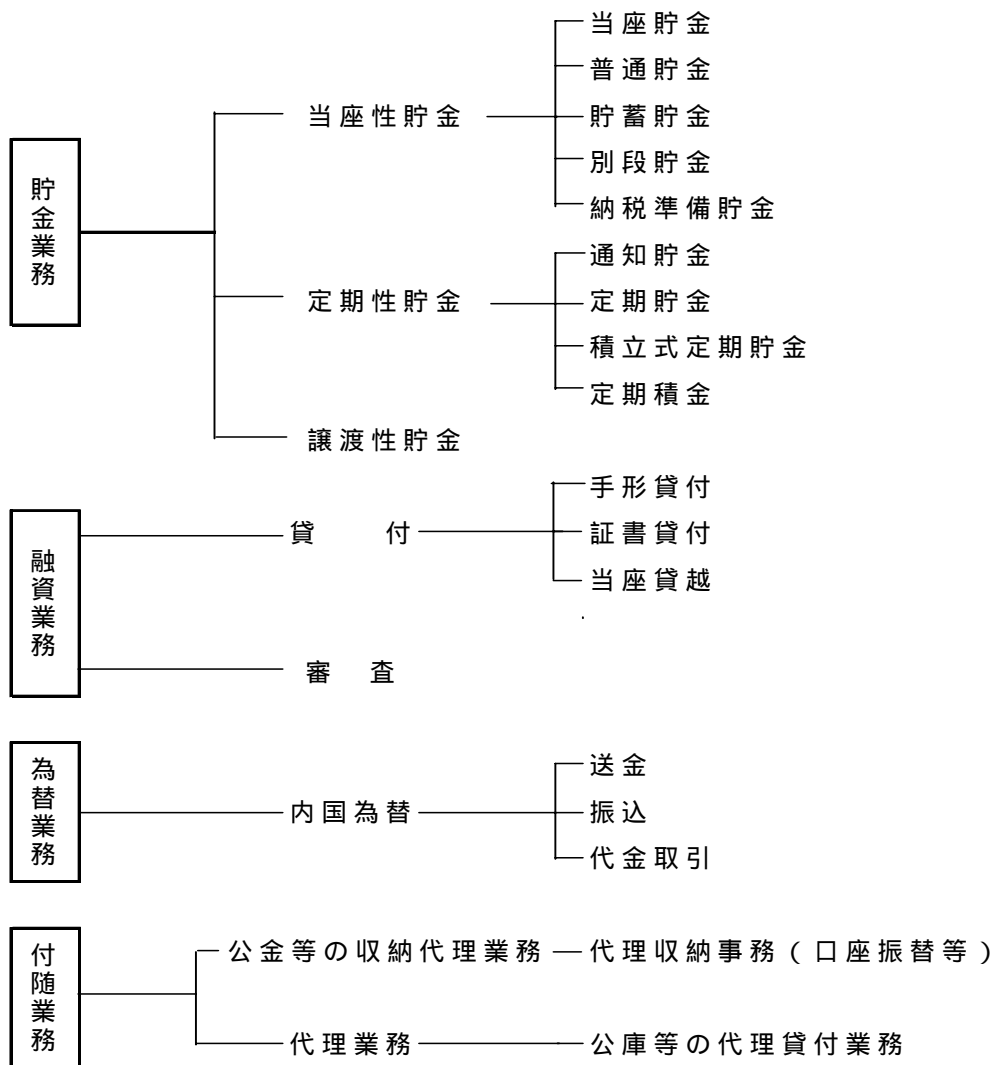 貯金業務
当座性貯金
当座貯金
普通貯金
貯蓄貯金
別段貯金
納税準備貯金
定期性貯金
通知貯金
定期貯金
積立式定期貯金
定期積金
譲渡性貯金
融資業務
貸　　付
手形貸付
証書貸付
当座貸越
審　査
為替業務
内国為替
送金
振込
代金取引
付随業務
公金等の収納代理業務
代理収納事務（口座振替等）
代理業務
公庫等の代理貸付業務